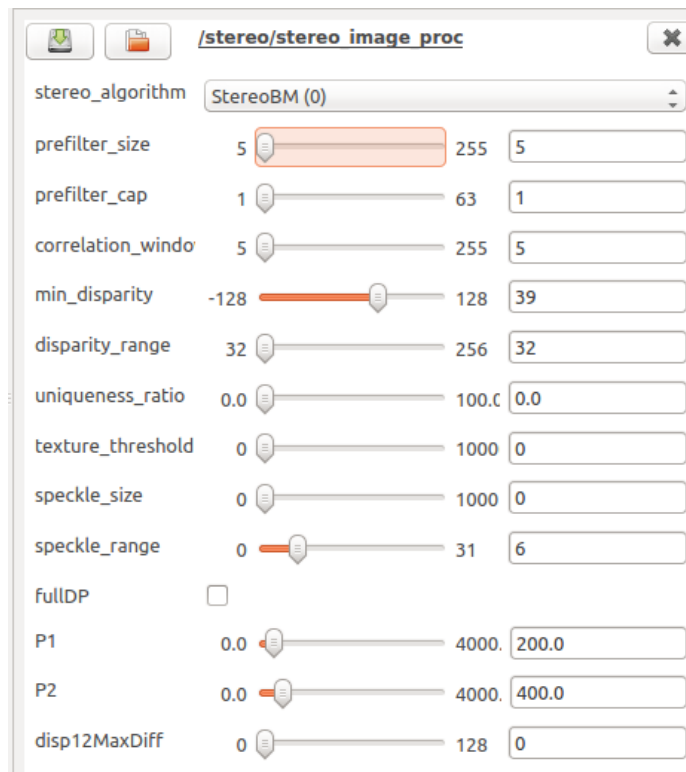 /stereo/stereo_image_proc
stereo_algorithm StereoBM (0)
prefilter_size 5 255 5
prefilter_cap 1 63 1
correlation_windo 5 255 5
min_disparity -128 128 39
disparity_range 32 256 32
uniqueness_ratio 0.0 100.0 0.0
texture_threshold 0 1000 0
speckle_size 0 1000 0
speckle_range 0 31 6
fullDP
P1 0.0 4000. 200.0
P2 0.0 4000. 400.0
disp12MaxDiff 0 128 0